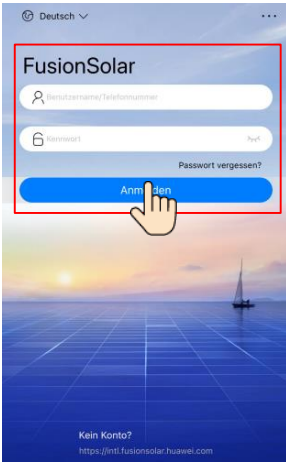 Deutsch
FusionSolar
Benutzername/Telefonnummer
Kennwort
Passwort vergessen?
Anmelden
Kein Konto?
https://intl.fusionsolar.huawei.com